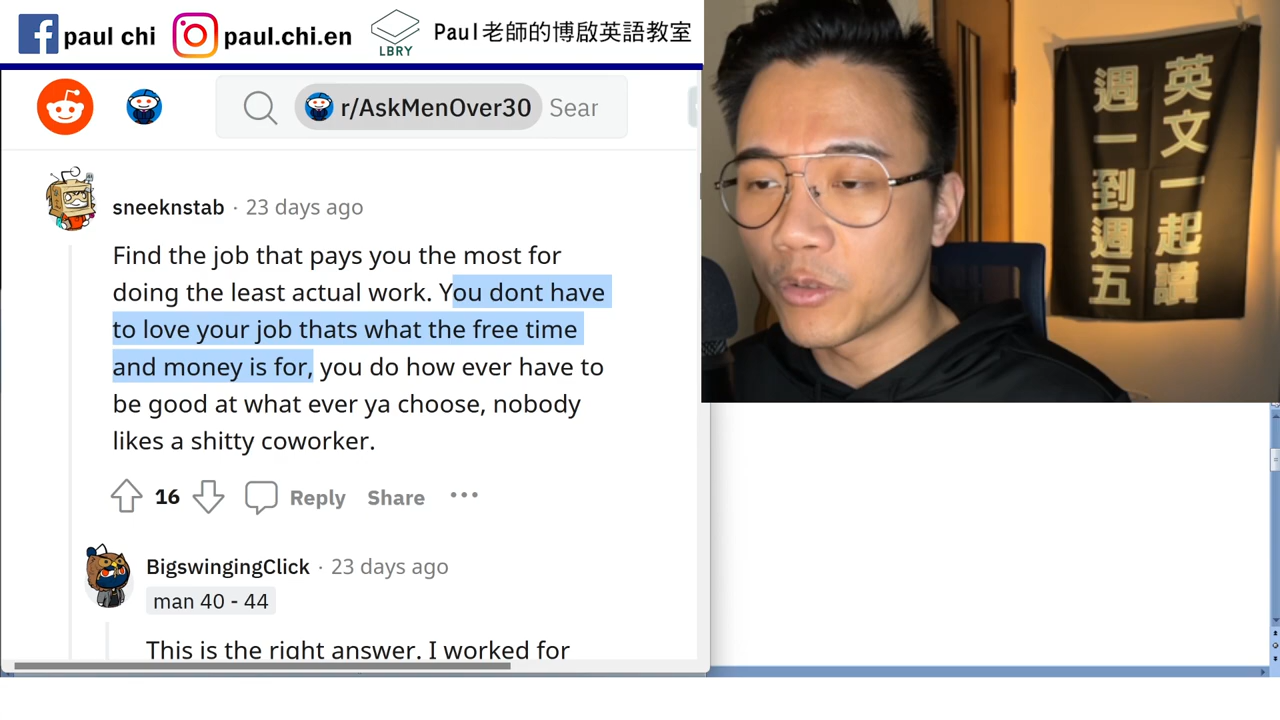 paul chi
paul.chi.en
LBRY
Paul老師的博啟英語教室
r/AskMenOver30
Sear
sneeknstab · 23 days ago
Find the job that pays you the most for
doing the least actual work. You dont have
to love your job thats what the free time
and money is for, you do how ever have to
be good at what ever ya choose, nobody
likes a shitty coworker.
16
Reply
Share
BigswingingClick · 23 days ago
man 40 - 44
This is the right answer. I worked for
英文一起讀
週一到週五